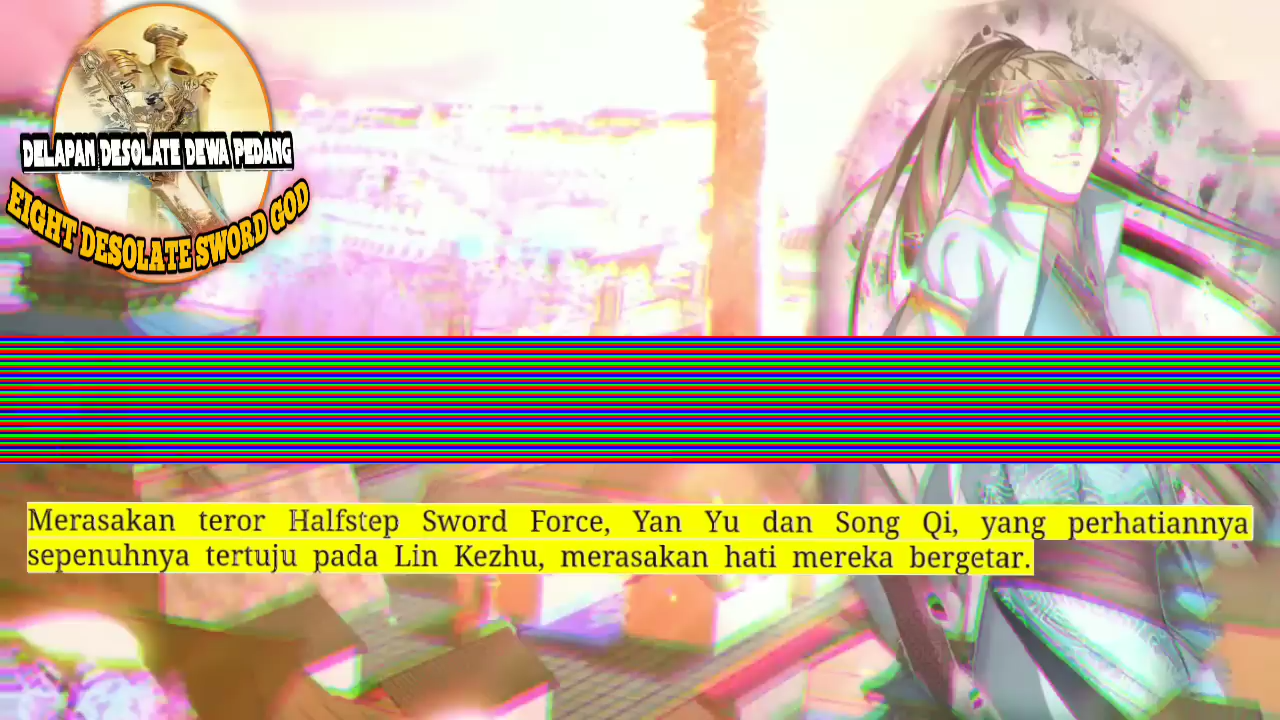 DELAPAN DESOLATE DEWA PEDANG
EIGHT DESOLATE SWORD GOD
Merasakan teror Halfstep Sword Force, Yan Yu dan Song Qi, yang perhatiannya
sepenuhnya tertuju pada Lin Kezhu, merasakan hati mereka bergetar.